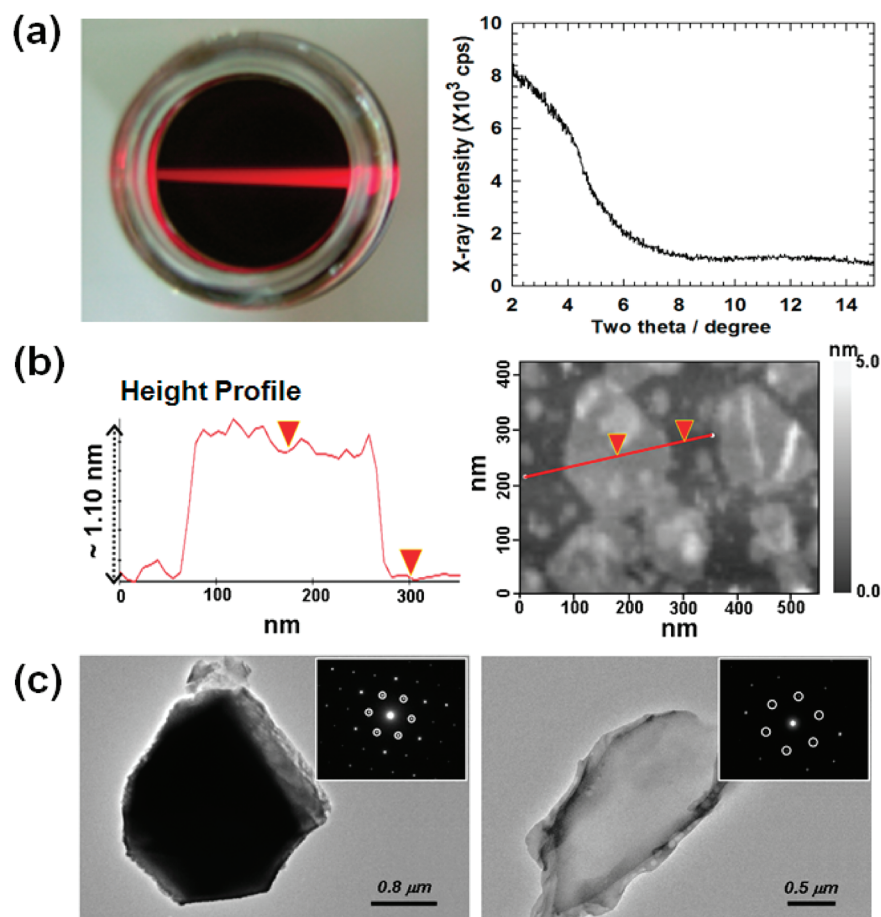 (a)
10
8
6
4
2
0
X-ray intensity (X10³ cps)
2 4 6 8 10 12 14
Two theta / degree
(b)
Height Profile
~ 1.10 nm
0 100 200 300
nm
400
300
200
100
0
nm
0 100 200 300 400 500
nm
nm
5.0
0.0
(c)
0.8 μm
0.5 μm